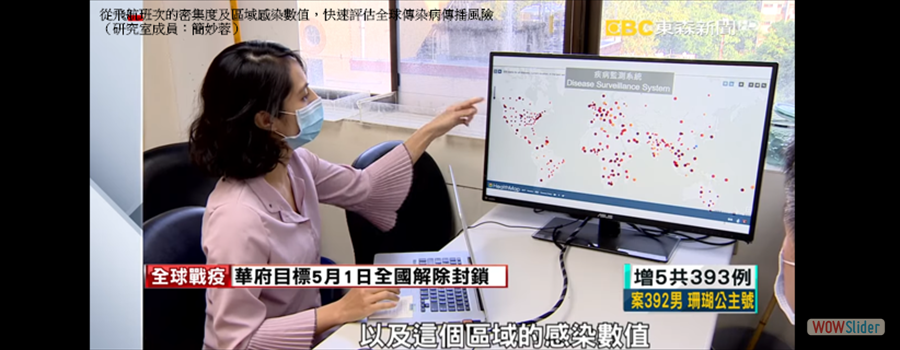 從飛航班次的密集度及區域感染數值，快速評估全球傳染病傳播風險
（研究室成員：簡妙蓉）
EBC東森新聞
疾病監測系統
Disease Surveillance System
HealthMap
ASUS
全球戰疫
華府目標5月1日全國解除封鎖
增5共393例
案392男 珊瑚公主號
以及這個區域的感染數值
WOWSlider